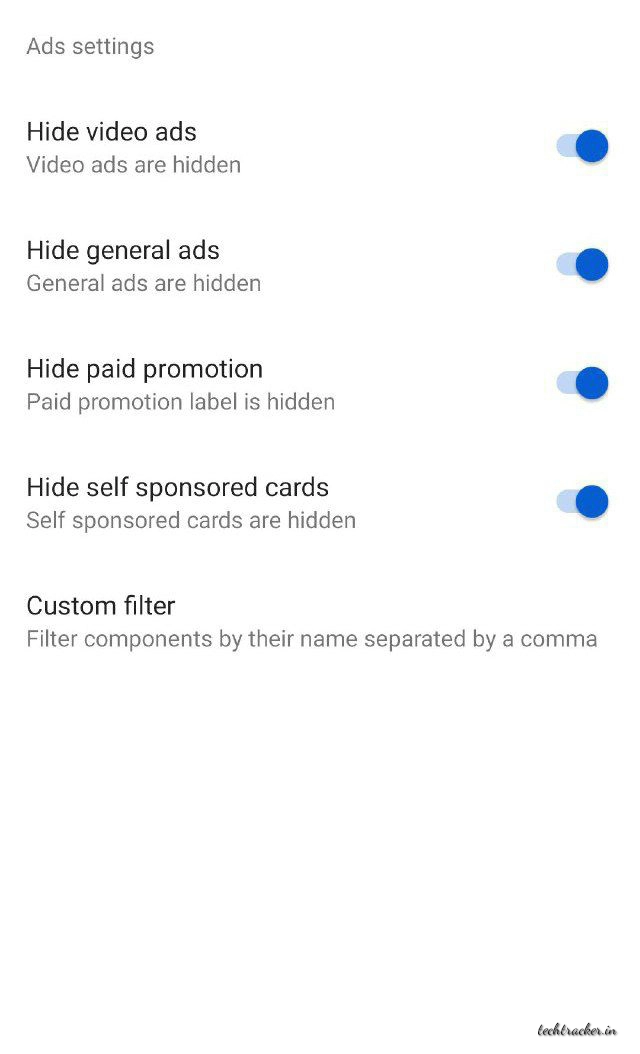 Ads settings
Hide video ads
Video ads are hidden
Hide general ads
General ads are hidden
Hide paid promotion
Paid promotion label is hidden
Hide self sponsored cards
Self sponsored cards are hidden
Custom filter
Filter components by their name separated by a comma
techtracker.in